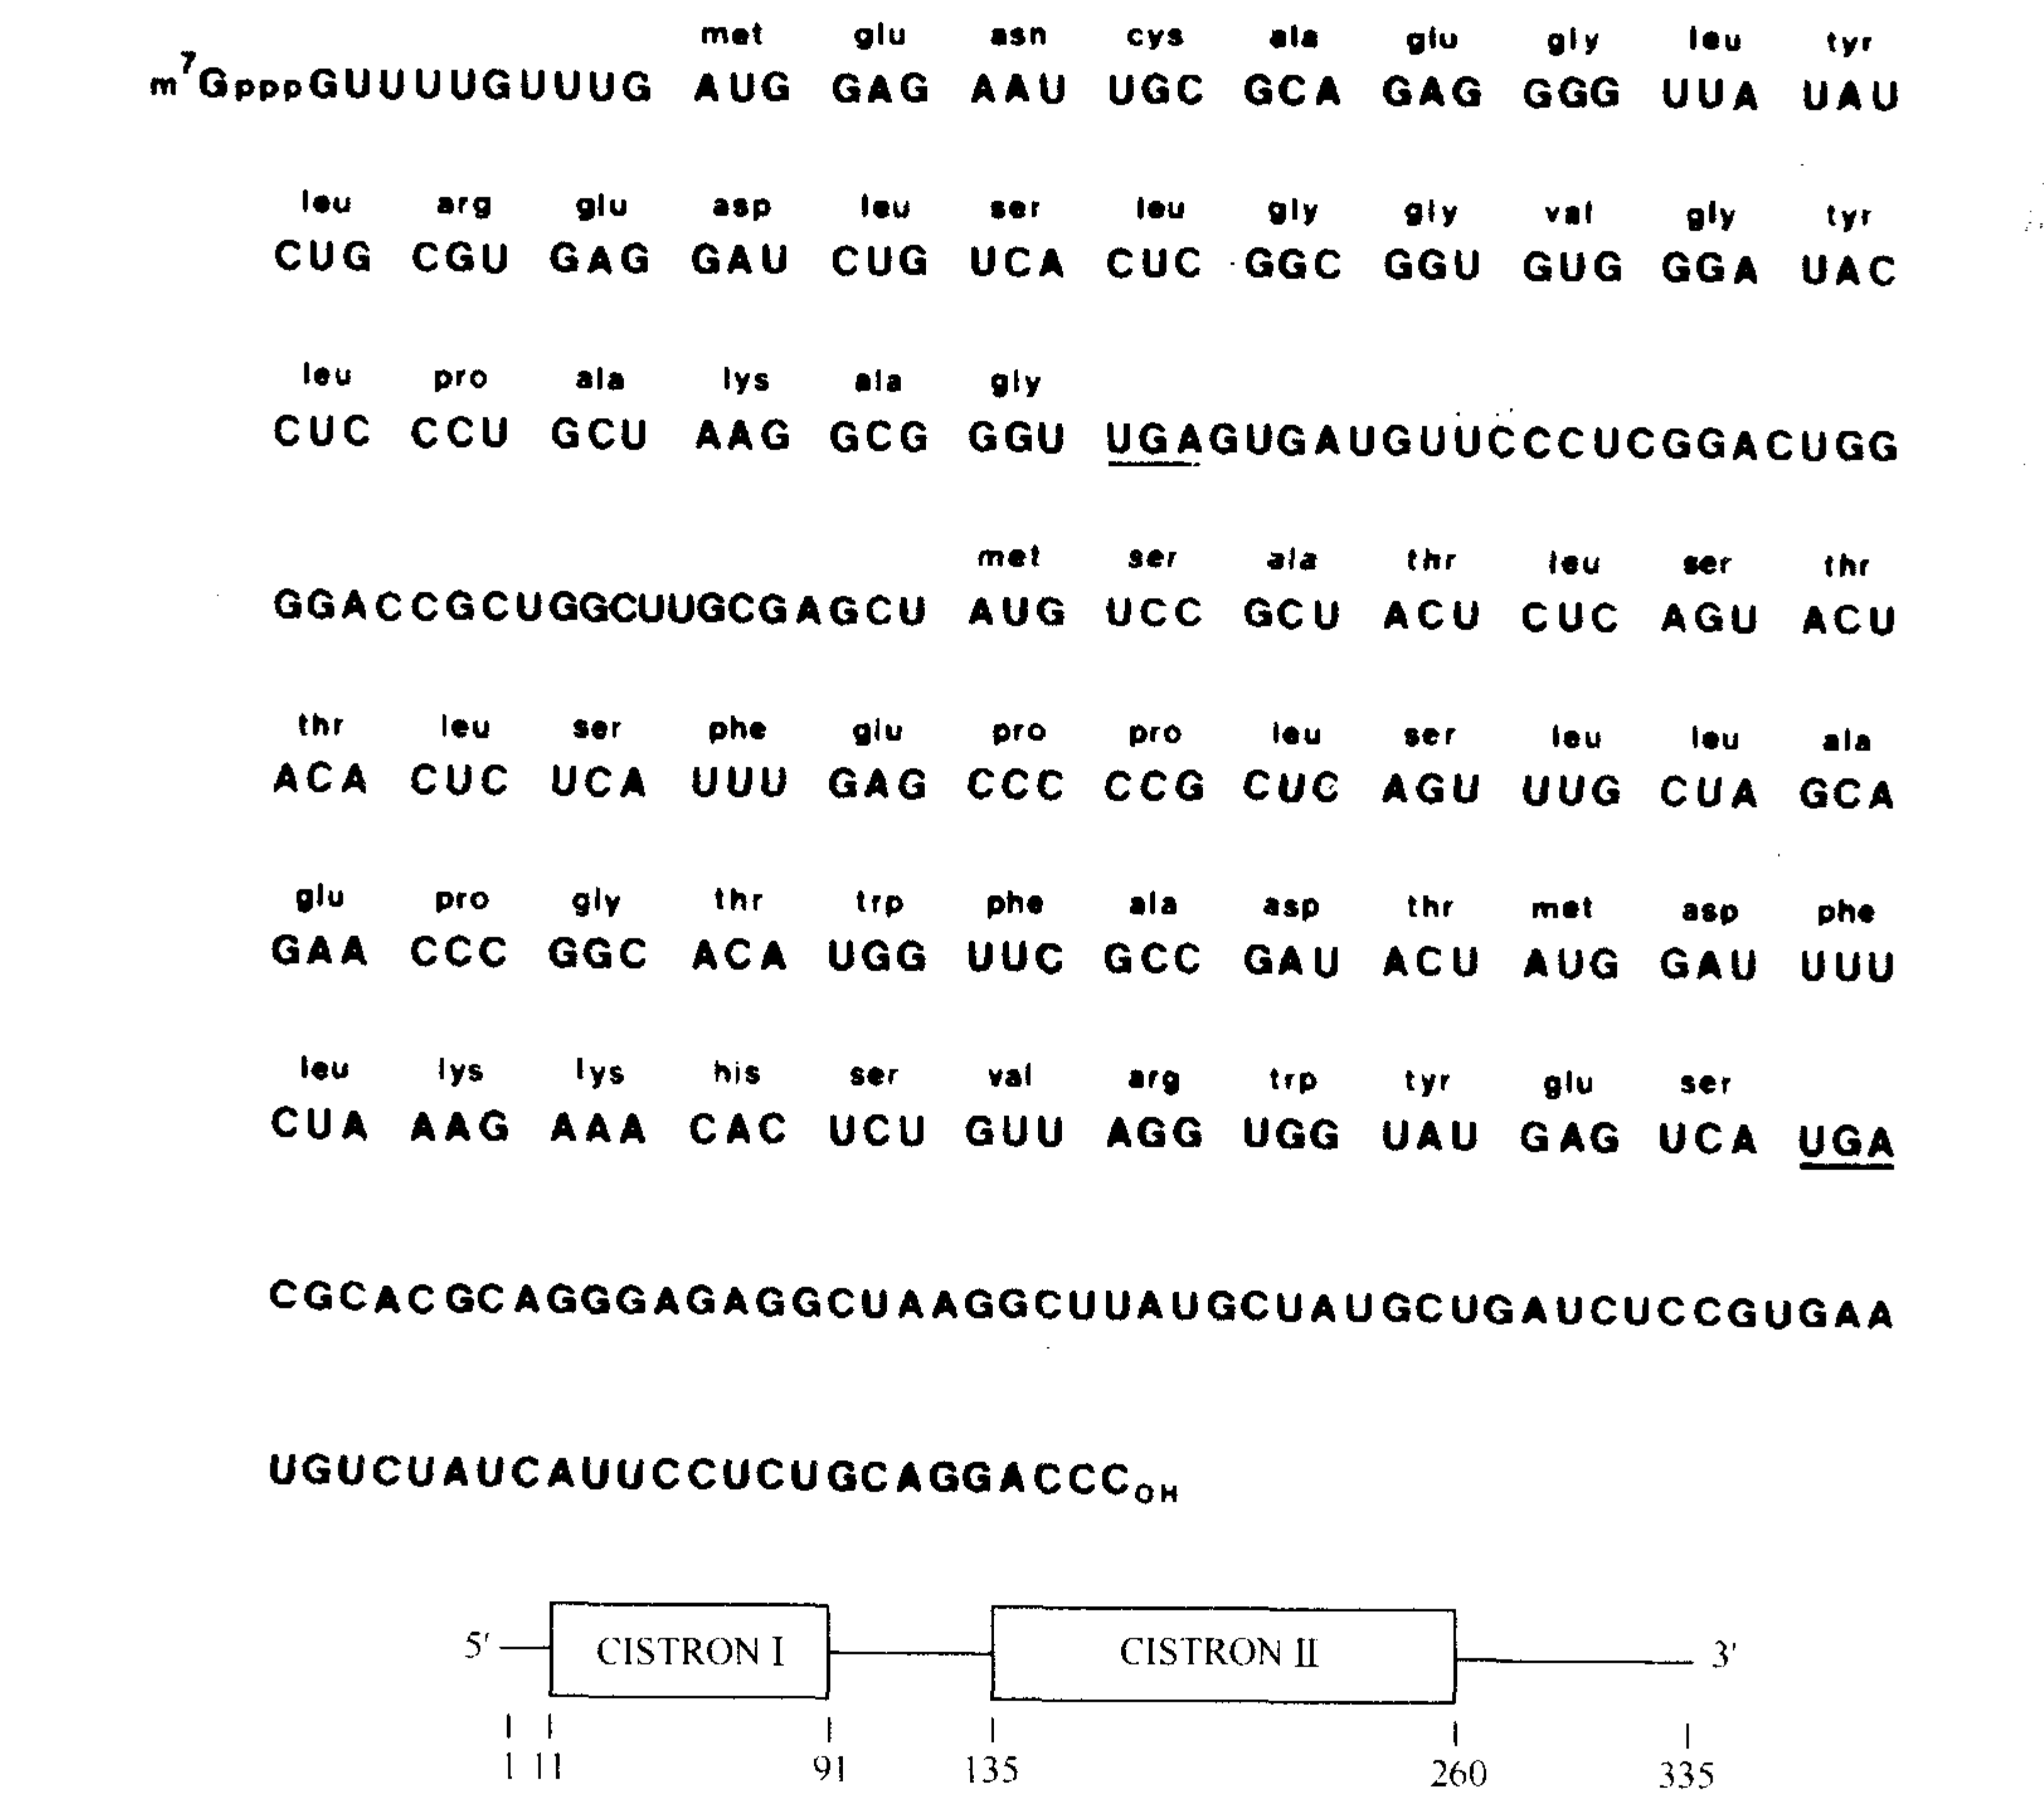 met glu asn cys ala glu gly leu tyr
m⁷GpppGUUUUGUUUG AUG GAG AAU UGC GCA GAG GGG UUA UAU
leu arg glu asp leu ser leu gly gly val gly tyr
CUG CGU GAG GAU CUG UCA CUC GGC GGU GUG GGA UAC
leu pro ala lys ala gly
CUC CCU GCU AAG GCG GGU UGAGUGAUGUUCCCUCGGACUGG
GGACCGCUGGCUUGCGAGCU AUG UCC GCU ACU CUC AGU ACU
met ser ala thr leu ser thr
thr leu ser phe glu pro pro leu ser leu leu ala
ACA CUC UCA UUU GAG CCC CCG CUC AGU UUG CUA GCA
glu pro gly thr trp phe ala asp thr met asp phe
GAA CCC GGC ACA UGG UUC GCC GAU ACU AUG GAU UUU
leu lys lys his ser val arg trp tyr glu ser
CUA AAG AAA CAC UCU GUU AGG UGG UAU GAG UCA UGA
CGCACGCAGGGAGAGGCUAAGGCUUAUGCUAUGCUGAUCUCCGUGAA
UGUCUAUCAUUCCUCUGCAGGACCCOH
5' CISTRON I CISTRON II 3'
1 11 91 135 260 335